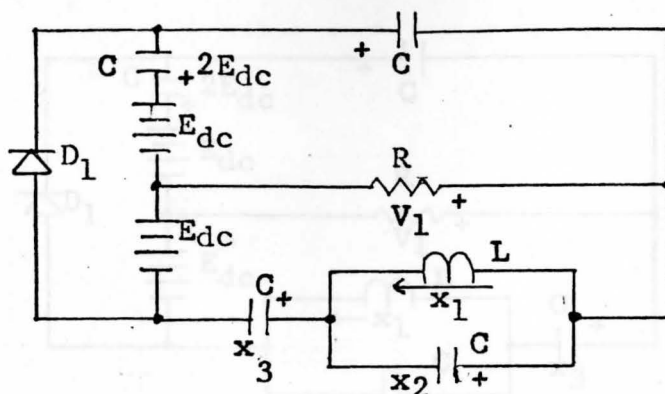 +
C + 2E_dc C
E_dc
D_1 R
+
V_1
E_dc
L
C +
x_1
x_3 C
x_2 +